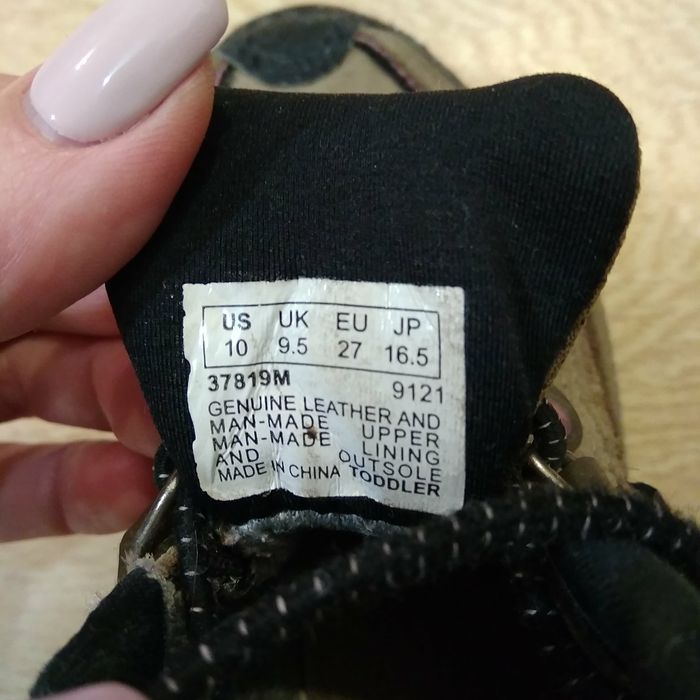 US UK EU JP
10 9.5 27 16.5
37819M 9121
GENUINE LEATHER AND
MAN-MADE UPPER
MAN-MADE LINING
AND OUTSOLE
MADE IN CHINA TODDLER